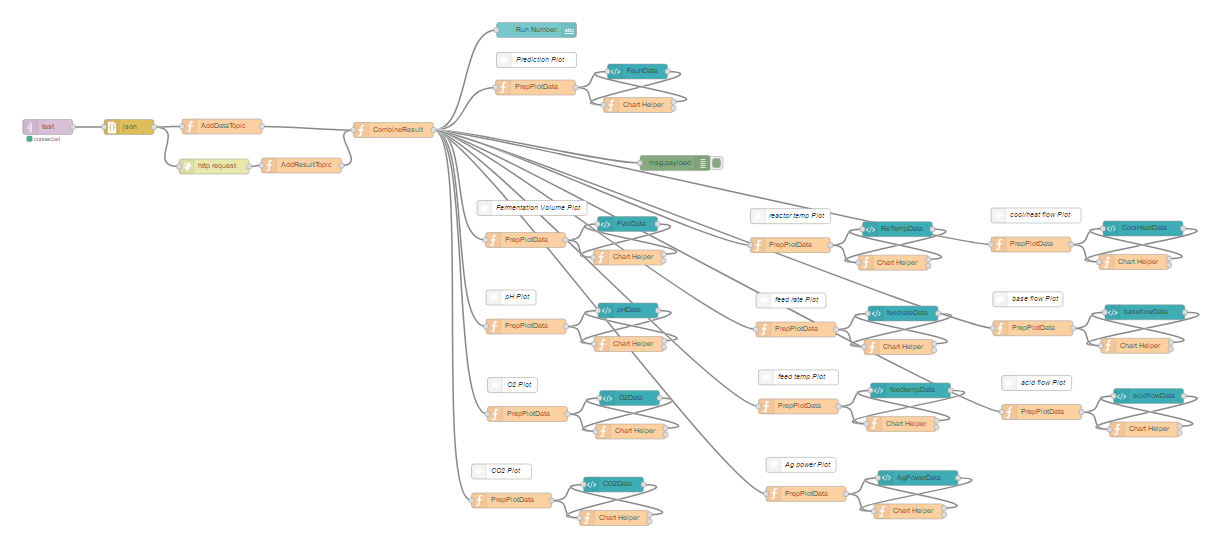 Run Number:
abc
Prediction Plot
PrepPlotData
FaultData
Chart Helper
test
connected
json
AddDataTopic
http request
AddResultTopic
CombineResult
msg.payload
Fermentation Volume Plot
PrepPlotData
FVolData
Chart Helper
reactor temp Plot
PrepPlotData
ReTempData
Chart Helper
cool/heat flow Plot
PrepPlotData
CoolHeatData
Chart Helper
pH Plot
PrepPlotData
pHData
Chart Helper
feed rate Plot
PrepPlotData
feedrateData
Chart Helper
base flow Plot
PrepPlotData
baseflowData
Chart Helper
O2 Plot
PrepPlotData
O2Data
Chart Helper
feed temp Plot
PrepPlotData
feedtempData
Chart Helper
acid flow Plot
PrepPlotData
acidflowData
Chart Helper
CO2 Plot
PrepPlotData
CO2Data
Chart Helper
Ag power Plot
PrepPlotData
AgPowerData
Chart Helper